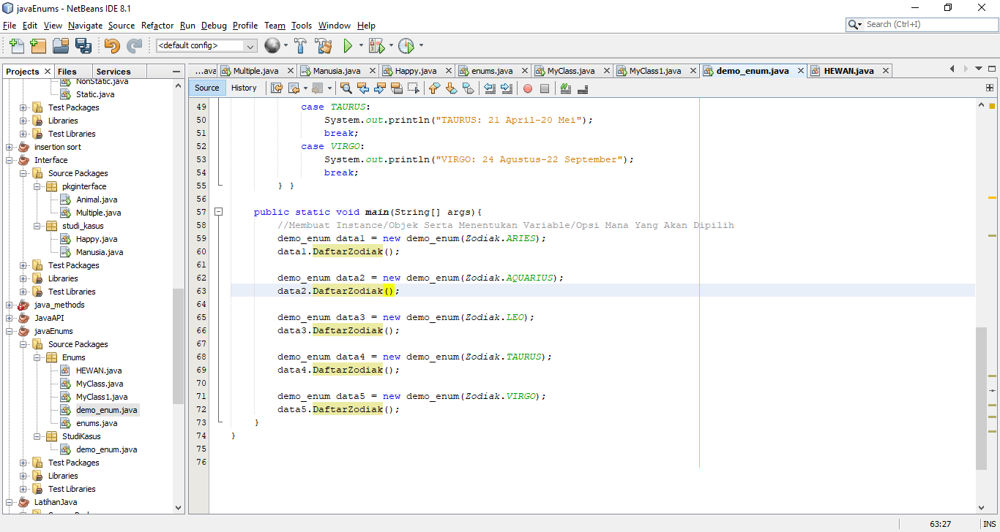 javaEnums - NetBeans IDE 8.1
File Edit View Navigate Source Refactor Run Debug Profile Team Tools Window Help
Search (Ctrl+I)
<default config>
Projects Files Services
NonStatic.java
Static.java
Test Packages
Libraries
Test Libraries
insertion sort
Interface
Source Packages
pkginterface
Animal.java
Multiple.java
studi_kasus
Happy.java
Manusia.java
Test Packages
Libraries
Test Libraries
java_methods
JavaAPI
javaEnums
Source Packages
Enums
HEWAN.java
MyClass.java
MyClass1.java
demo_enum.java
enums.java
StudiKasus
demo_enum.java
Test Packages
Libraries
Test Libraries
LatihanJava
...ava Multiple.java Manusia.java Happy.java enums.java MyClass.java MyClass1.java demo_enum.java HEWAN.java
Source History
49 case TAURUS:
50 System.out.println("TAURUS: 21 April-20 Mei");
51 break;
52 case VIRGO:
53 System.out.println("VIRGO: 24 Agustus-22 September");
54 break;
55 } }
56
57 public static void main(String[] args){
58 //Membuat Instance/Objek Serta Menentukan Variable/Opsi Mana Yang Akan Dipilih
59 demo_enum data1 = new demo_enum(Zodiak.ARIES);
60 data1.DaftarZodiak();
61
62 demo_enum data2 = new demo_enum(Zodiak.AQUARIUS);
63 data2.DaftarZodiak();
64
65 demo_enum data3 = new demo_enum(Zodiak.LEO);
66 data3.DaftarZodiak();
67
68 demo_enum data4 = new demo_enum(Zodiak.TAURUS);
69 data4.DaftarZodiak();
70
71 demo_enum data5 = new demo_enum(Zodiak.VIRGO);
72 data5.DaftarZodiak();
73 }
74 }
75
76
63:27 INS